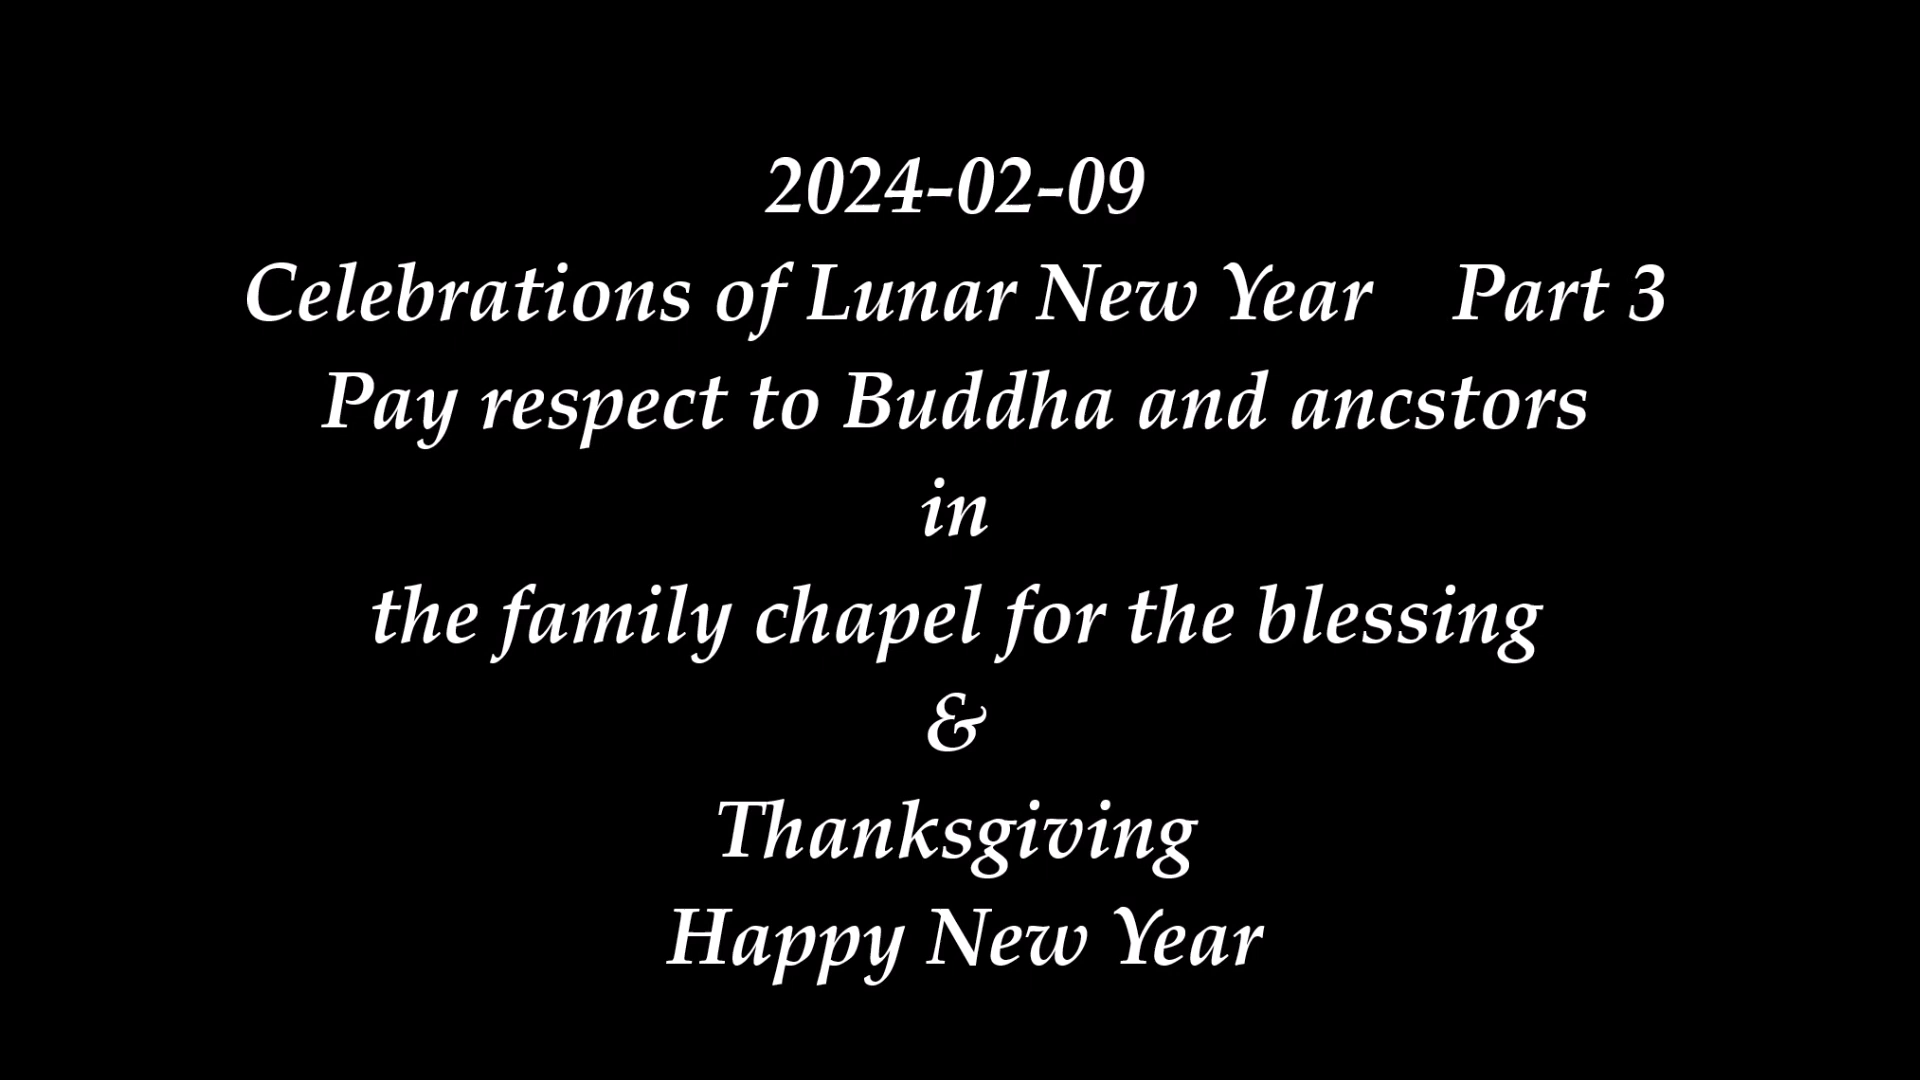 2024-02-09
Celebrations of Lunar New Year    Part 3
Pay respect to Buddha and ancstors
in
the family chapel for the blessing
&
Thanksgiving
Happy New Year